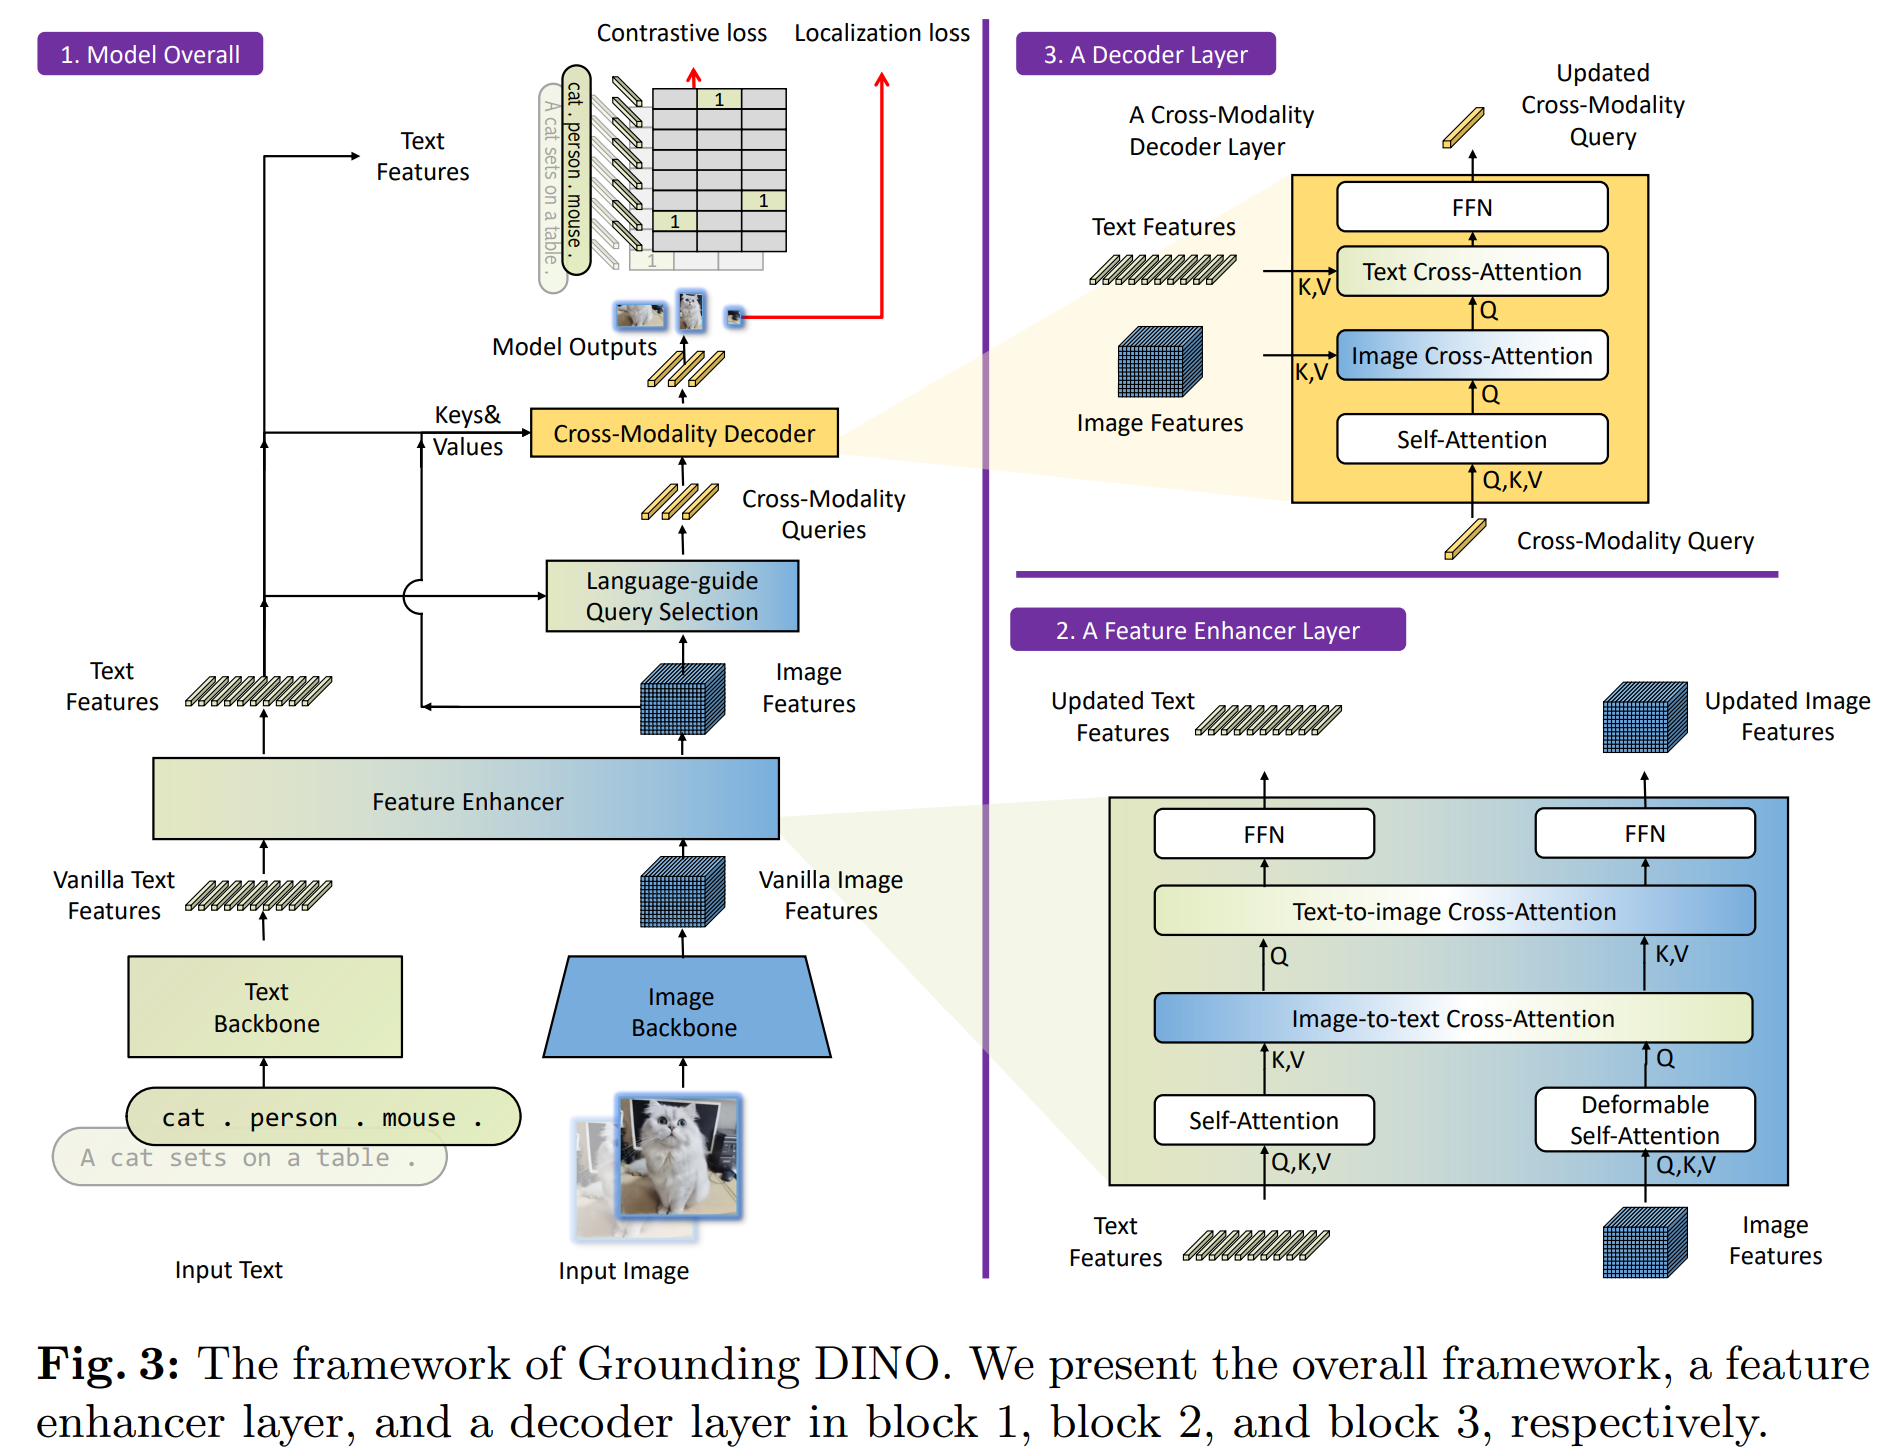 1. Model Overall
Contrastive loss
Localization loss
A cat sets on a table .
cat . person . mouse .
1
1
1
1
Text
Features
Model Outputs
Keys&
Values
Cross-Modality Decoder
Cross-Modality
Queries
Language-guide
Query Selection
Text
Features
Image
Features
Feature Enhancer
Vanilla Text
Features
Vanilla Image
Features
Text
Backbone
Image
Backbone
cat . person . mouse .
A cat sets on a table .
Input Text
Input Image
3. A Decoder Layer
A Cross-Modality
Decoder Layer
Updated
Cross-Modality
Query
FFN
Text Features
Text Cross-Attention
K,V
Q
Image Cross-Attention
K,V
Q
Image Features
Self-Attention
Q,K,V
Cross-Modality Query
2. A Feature Enhancer Layer
Updated Text
Features
Updated Image
Features
FFN
FFN
Text-to-image Cross-Attention
Q
K,V
Image-to-text Cross-Attention
K,V
Q
Self-Attention
Deformable
Self-Attention
Q,K,V
Q,K,V
Text
Features
Image
Features
Fig. 3: The framework of Grounding DINO. We present the overall framework, a feature
enhancer layer, and a decoder layer in block 1, block 2, and block 3, respectively.